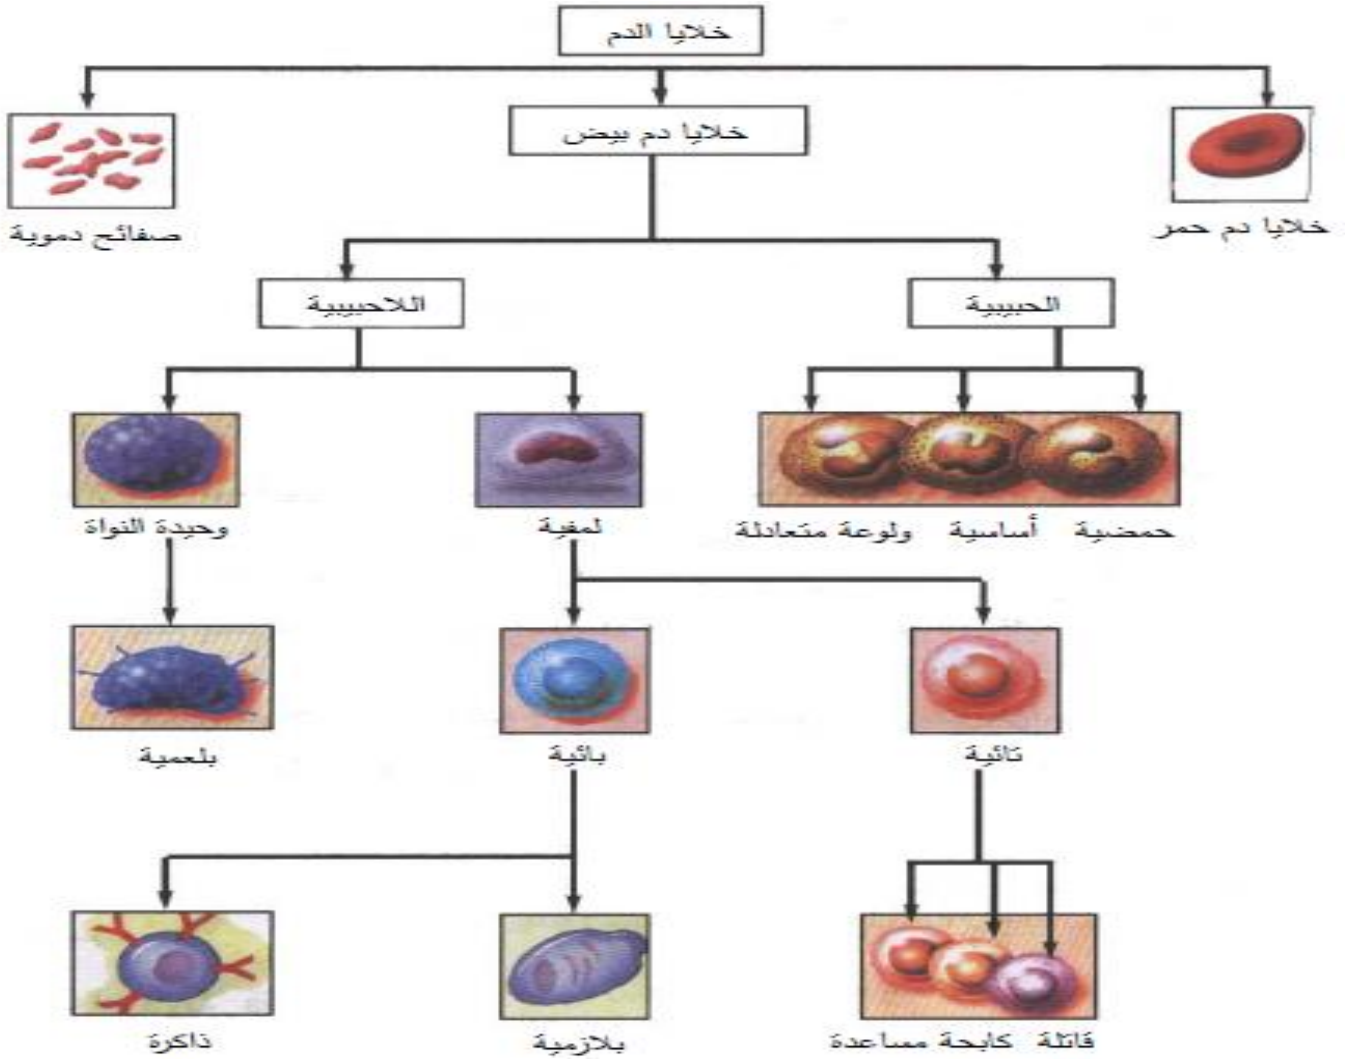 خلايا الدم
خلايا دم بيض
خلايا دم حمر
صفائح دموية
الحبيبية
اللاحبيبية
حمضية أساسية ولوعة متعادلة
لمفية
وحيدة النواة
تائية
بائية
بلعمية
قاتلة كابحة مساعدة
بلازمية
ذاكرة